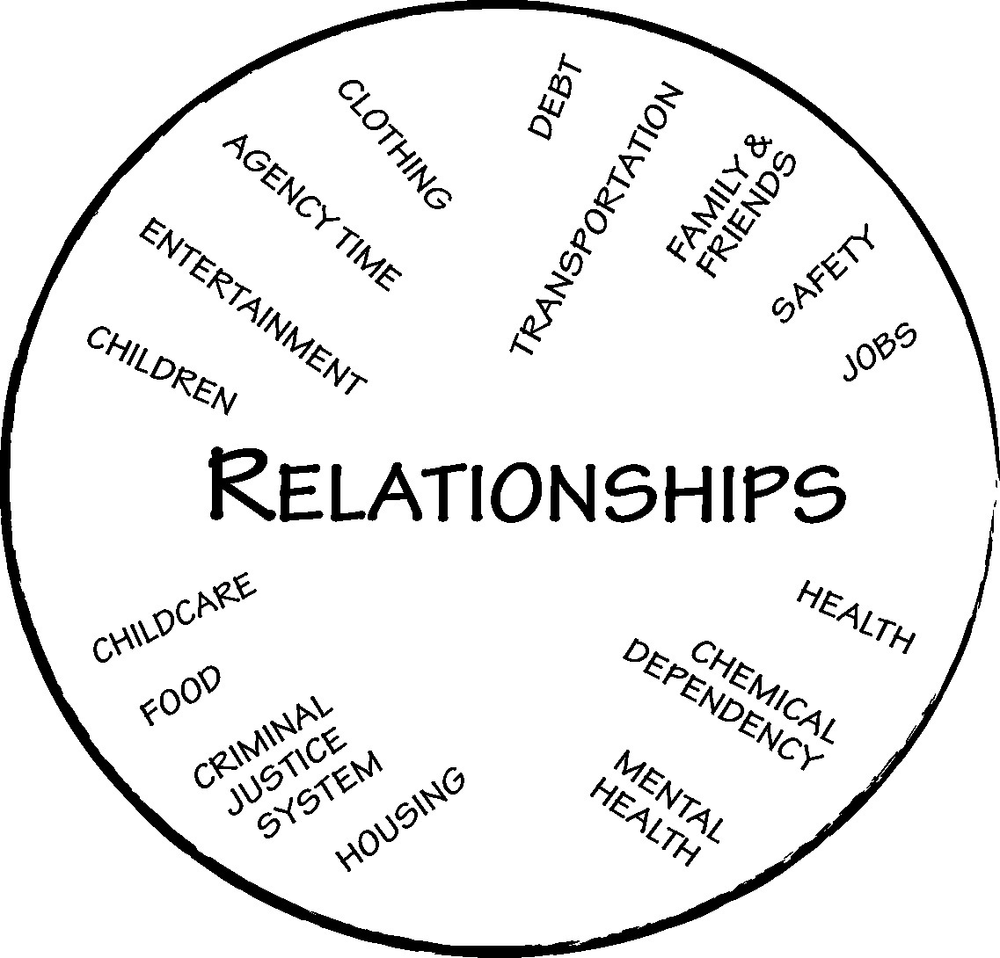 DEBT
CLOTHING
TRANSPORTATION
AGENCY TIME
FAMILY &
FRIENDS
ENTERTAINMENT
SAFETY
CHILDREN
JOBS
RELATIONSHIPS
CHILDCARE
HEALTH
FOOD
CHEMICAL
DEPENDENCY
CRIMINAL
JUSTICE
SYSTEM
HOUSING
MENTAL
HEALTH